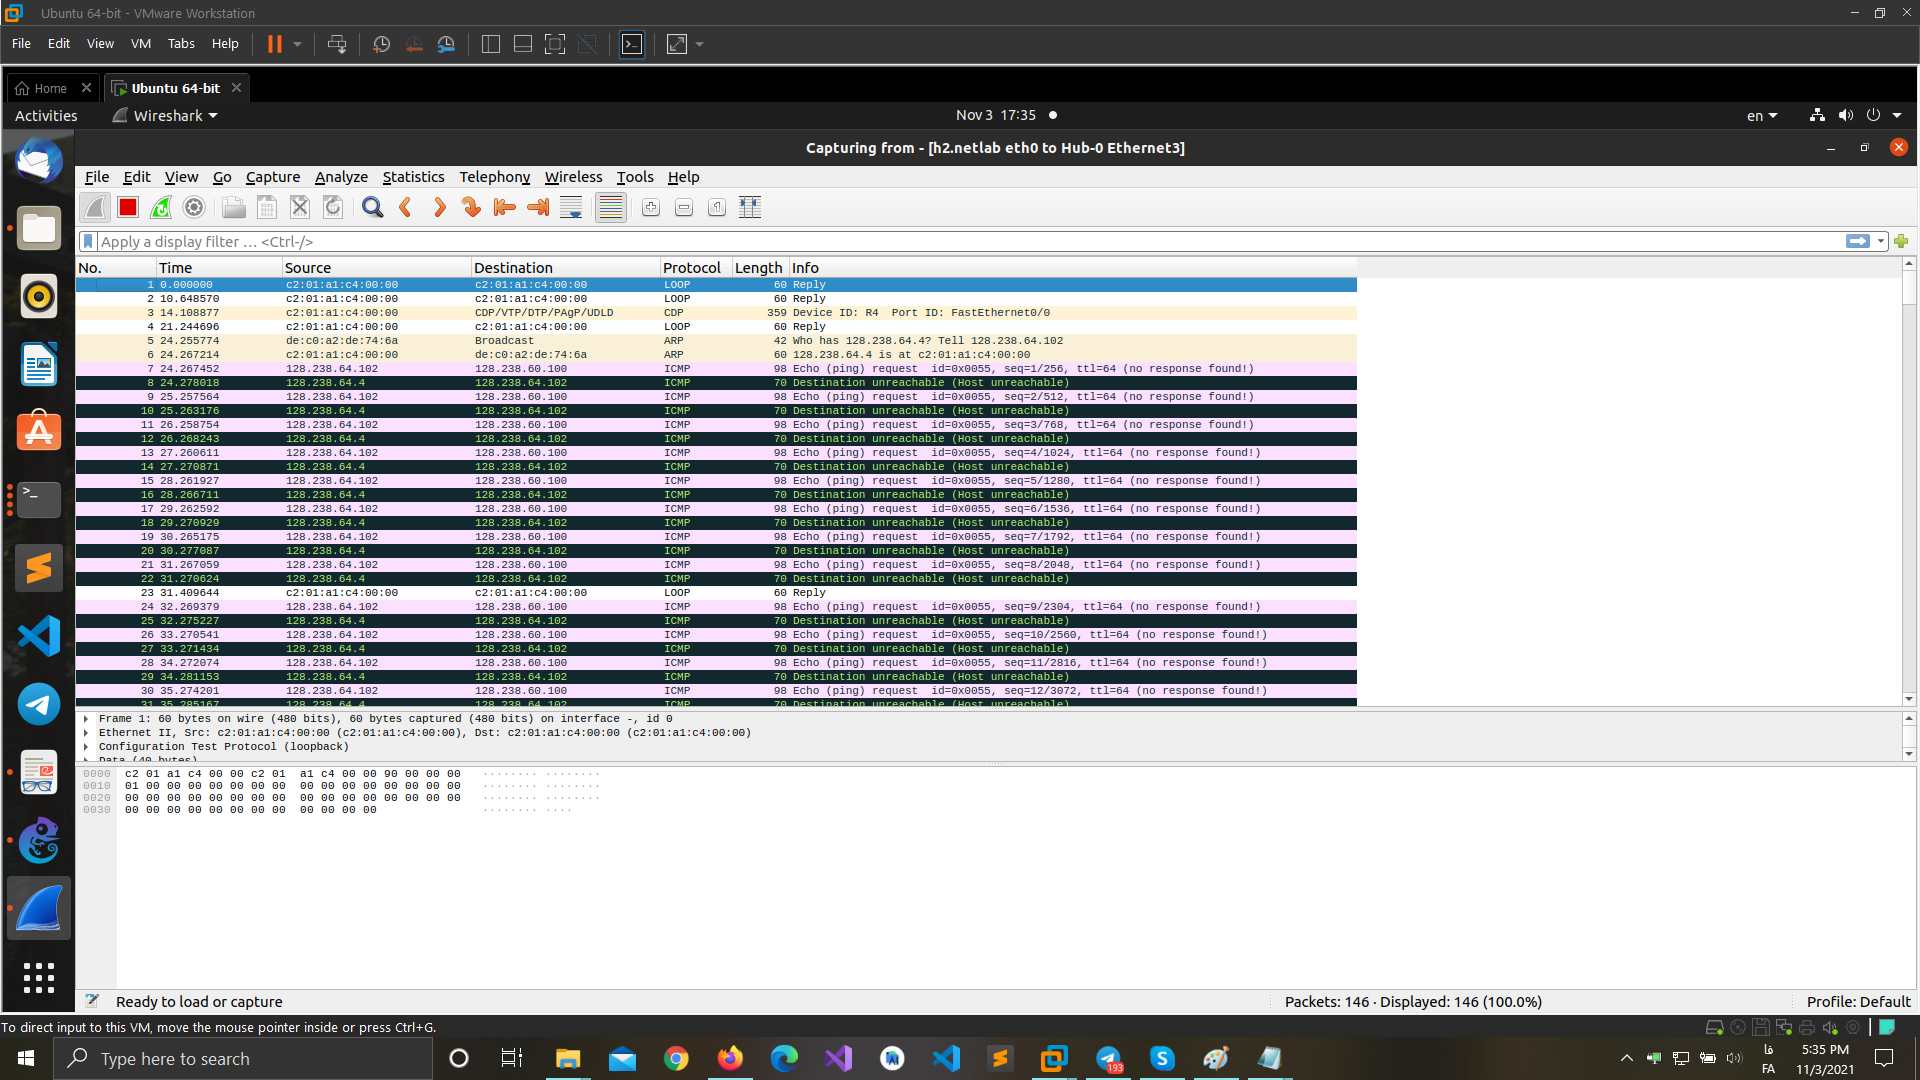 Ubuntu 64-bit - VMware Workstation
File Edit View VM Tabs Help
Home Ubuntu 64-bit
Activities Wireshark Nov 3 17:35 en
Capturing from - [h2.netlab eth0 to Hub-0 Ethernet3]
File Edit View Go Capture Analyze Statistics Telephony Wireless Tools Help
Apply a display filter … <Ctrl-/>
No. Time Source Destination Protocol Length Info
1 0.000000 c2:01:a1:c4:00:00 c2:01:a1:c4:00:00 LOOP 60 Reply
2 10.648570 c2:01:a1:c4:00:00 c2:01:a1:c4:00:00 LOOP 60 Reply
3 14.108877 c2:01:a1:c4:00:00 CDP/VTP/DTP/PAgP/UDLD CDP 359 Device ID: R4 Port ID: FastEthernet0/0
4 21.244696 c2:01:a1:c4:00:00 c2:01:a1:c4:00:00 LOOP 60 Reply
5 24.255774 de:c0:a2:de:74:6a Broadcast ARP 42 Who has 128.238.64.4? Tell 128.238.64.102
6 24.267214 c2:01:a1:c4:00:00 de:c0:a2:de:74:6a ARP 60 128.238.64.4 is at c2:01:a1:c4:00:00
7 24.267452 128.238.64.102 128.238.60.100 ICMP 98 Echo (ping) request id=0x0055, seq=1/256, ttl=64 (no response found!)
8 24.278018 128.238.64.4 128.238.64.102 ICMP 70 Destination unreachable (Host unreachable)
9 25.257564 128.238.64.102 128.238.60.100 ICMP 98 Echo (ping) request id=0x0055, seq=2/512, ttl=64 (no response found!)
10 25.263176 128.238.64.4 128.238.64.102 ICMP 70 Destination unreachable (Host unreachable)
11 26.258754 128.238.64.102 128.238.60.100 ICMP 98 Echo (ping) request id=0x0055, seq=3/768, ttl=64 (no response found!)
12 26.268243 128.238.64.4 128.238.64.102 ICMP 70 Destination unreachable (Host unreachable)
13 27.260611 128.238.64.102 128.238.60.100 ICMP 98 Echo (ping) request id=0x0055, seq=4/1024, ttl=64 (no response found!)
14 27.270871 128.238.64.4 128.238.64.102 ICMP 70 Destination unreachable (Host unreachable)
15 28.261927 128.238.64.102 128.238.60.100 ICMP 98 Echo (ping) request id=0x0055, seq=5/1280, ttl=64 (no response found!)
16 28.266711 128.238.64.4 128.238.64.102 ICMP 70 Destination unreachable (Host unreachable)
17 29.262592 128.238.64.102 128.238.60.100 ICMP 98 Echo (ping) request id=0x0055, seq=6/1536, ttl=64 (no response found!)
18 29.270929 128.238.64.4 128.238.64.102 ICMP 70 Destination unreachable (Host unreachable)
19 30.265175 128.238.64.102 128.238.60.100 ICMP 98 Echo (ping) request id=0x0055, seq=7/1792, ttl=64 (no response found!)
20 30.277087 128.238.64.4 128.238.64.102 ICMP 70 Destination unreachable (Host unreachable)
21 31.267059 128.238.64.102 128.238.60.100 ICMP 98 Echo (ping) request id=0x0055, seq=8/2048, ttl=64 (no response found!)
22 31.270624 128.238.64.4 128.238.64.102 ICMP 70 Destination unreachable (Host unreachable)
23 31.409644 c2:01:a1:c4:00:00 c2:01:a1:c4:00:00 LOOP 60 Reply
24 32.269379 128.238.64.102 128.238.60.100 ICMP 98 Echo (ping) request id=0x0055, seq=9/2304, ttl=64 (no response found!)
25 32.275227 128.238.64.4 128.238.64.102 ICMP 70 Destination unreachable (Host unreachable)
26 33.270541 128.238.64.102 128.238.60.100 ICMP 98 Echo (ping) request id=0x0055, seq=10/2560, ttl=64 (no response found!)
27 33.271434 128.238.64.4 128.238.64.102 ICMP 70 Destination unreachable (Host unreachable)
28 34.272074 128.238.64.102 128.238.60.100 ICMP 98 Echo (ping) request id=0x0055, seq=11/2816, ttl=64 (no response found!)
29 34.281153 128.238.64.4 128.238.64.102 ICMP 70 Destination unreachable (Host unreachable)
30 35.274201 128.238.64.102 128.238.60.100 ICMP 98 Echo (ping) request id=0x0055, seq=12/3072, ttl=64 (no response found!)
31 35.285167 128.238.64.4 128.238.64.102 ICMP 70 Destination unreachable (Host unreachable)
Frame 1: 60 bytes on wire (480 bits), 60 bytes captured (480 bits) on interface -, id 0
Ethernet II, Src: c2:01:a1:c4:00:00 (c2:01:a1:c4:00:00), Dst: c2:01:a1:c4:00:00 (c2:01:a1:c4:00:00)
Configuration Test Protocol (loopback)
Data (40 bytes)
0000 c2 01 a1 c4 00 00 c2 01 a1 c4 00 00 90 00 00 00 ········ ········
0010 01 00 00 00 00 00 00 00 00 00 00 00 00 00 00 00 ········ ········
0020 00 00 00 00 00 00 00 00 00 00 00 00 00 00 00 00 ········ ········
0030 00 00 00 00 00 00 00 00 00 00 00 00 ········ ····
Ready to load or capture Packets: 146 · Displayed: 146 (100.0%) Profile: Default
To direct input to this VM, move the mouse pointer inside or press Ctrl+G.
Type here to search 193 فا FA 5:35 PM 11/3/2021